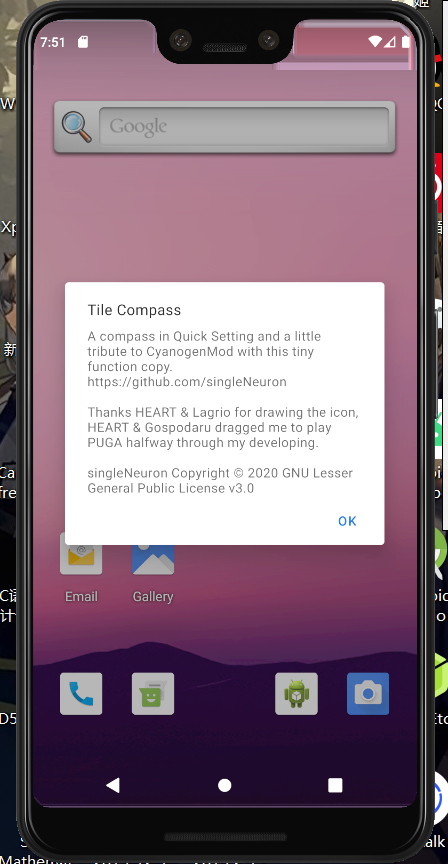 7:51
Google
Tile Compass
A compass in Quick Setting and a little
tribute to CyanogenMod with this tiny
function copy.
https://github.com/singleNeuron
Thanks HEART & Lagrio for drawing the icon,
HEART & Gospodaru dragged me to play
PUGA halfway through my developing.
singleNeuron Copyright © 2020 GNU Lesser
General Public License v3.0
OK
Email
Gallery